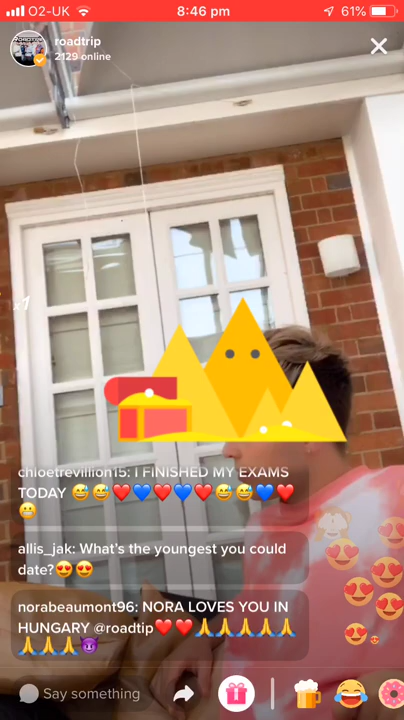 O2-UK 8:46 pm 61%
roadtrip
2129 online
x1
chloetrevillion15: I FINISHED MY EXAMS
TODAY 😅😅❤️💙❤️💙❤️😅😅💙❤️
😬
allis_jak: What's the youngest you could
date?😍😍
norabeaumont96: NORA LOVES YOU IN
HUNGARY @roadtip❤️❤️🙏🙏🙏🙏🙏
🙏🙏🙏😈
Say something